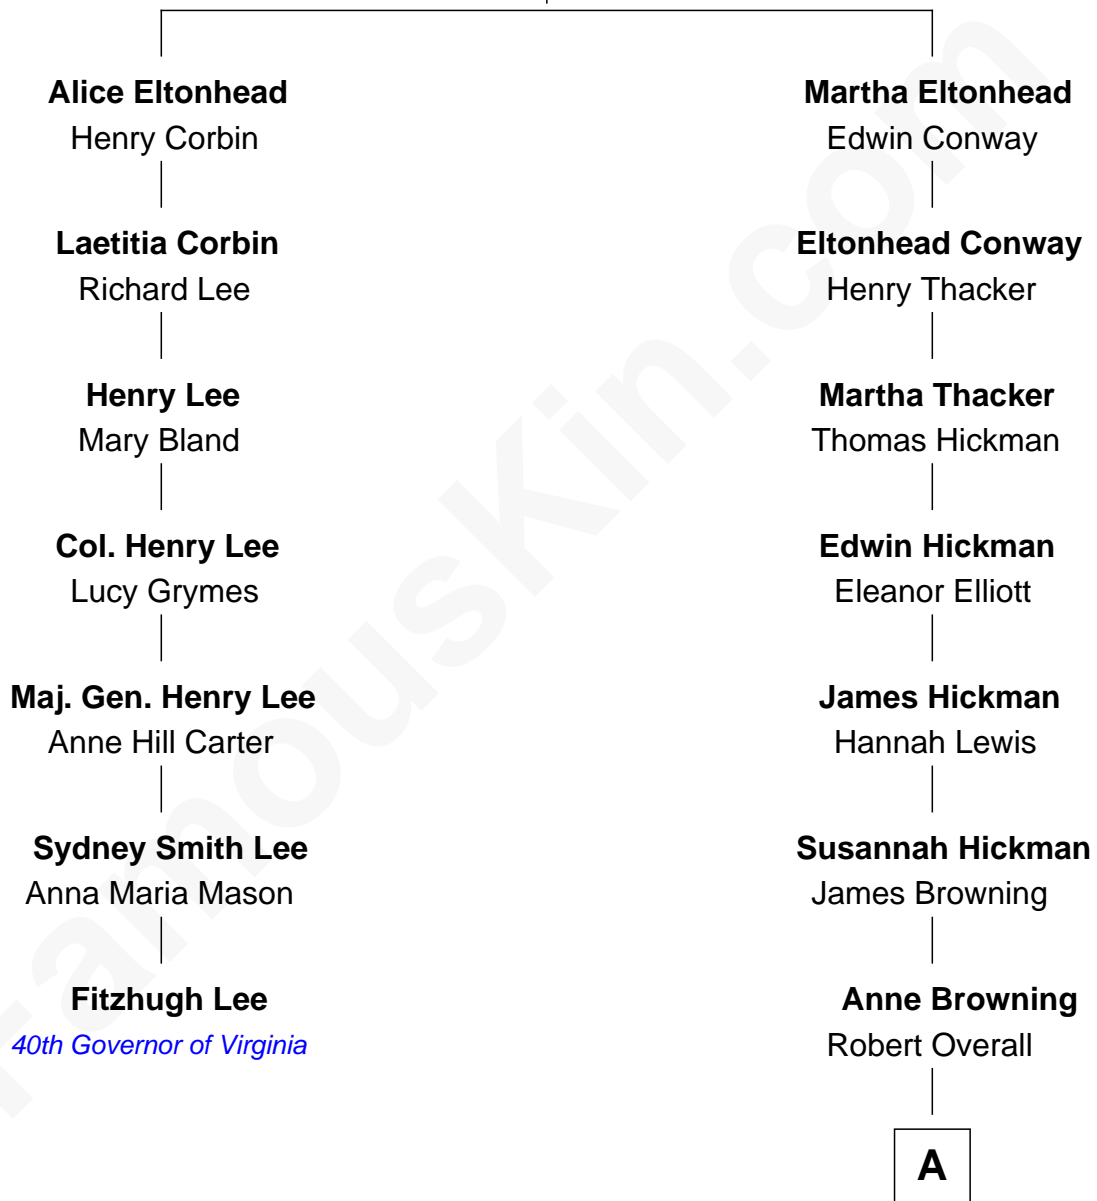 Alice Eltonhead
Henry Corbin
Laetitia Corbin
Richard Lee
Henry Lee
Mary Bland
Col. Henry Lee
Lucy Grymes
Maj. Gen. Henry Lee
Anne Hill Carter
Sydney Smith Lee
Anna Maria Mason
Fitzhugh Lee
40th Governor of Virginia
Martha Eltonhead
Edwin Conway
Eltonhead Conway
Henry Thacker
Martha Thacker
Thomas Hickman
Edwin Hickman
Eleanor Elliott
James Hickman
Hannah Lewis
Susannah Hickman
James Browning
Anne Browning
Robert Overall
A
FamousKin.com